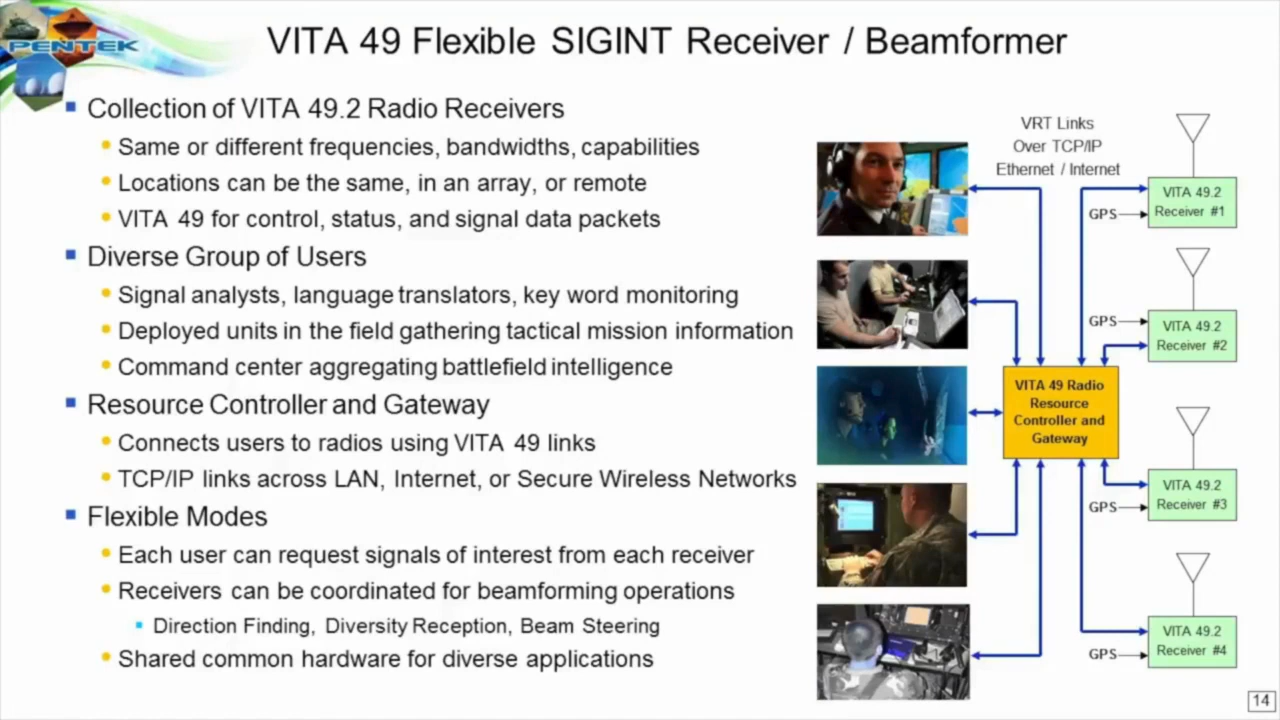 PENTEK
VITA 49 Flexible SIGINT Receiver / Beamformer
Collection of VITA 49.2 Radio Receivers
Same or different frequencies, bandwidths, capabilities
Locations can be the same, in an array, or remote
VITA 49 for control, status, and signal data packets
Diverse Group of Users
Signal analysts, language translators, key word monitoring
Deployed units in the field gathering tactical mission information
Command center aggregating battlefield intelligence
Resource Controller and Gateway
Connects users to radios using VITA 49 links
TCP/IP links across LAN, Internet, or Secure Wireless Networks
Flexible Modes
Each user can request signals of interest from each receiver
Receivers can be coordinated for beamforming operations
Direction Finding, Diversity Reception, Beam Steering
Shared common hardware for diverse applications
VRT Links
Over TCP/IP
Ethernet / Internet
VITA 49.2
Receiver #1
GPS
VITA 49.2
Receiver #2
GPS
VITA 49 Radio
Resource
Controller and
Gateway
VITA 49.2
Receiver #3
GPS
VITA 49.2
Receiver #4
GPS
14